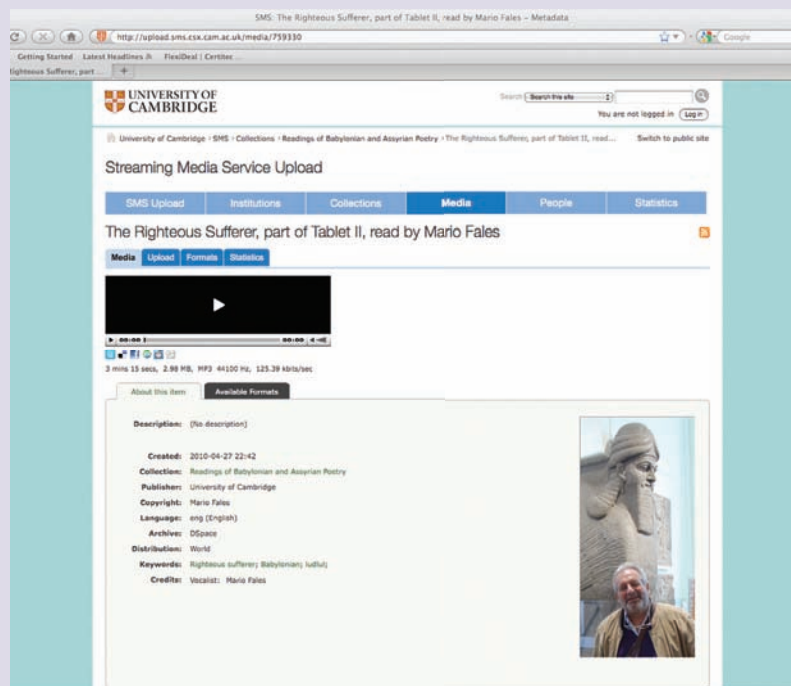 SMS: The Righteous Sufferer, part of Tablet II, read by Mario Fales – Metadata
http://upload.sms.csx.cam.ac.uk/media/759330
Google
Getting Started Latest Headlines FlexiDeal | Certitec ...
Righteous Sufferer, part ... +
UNIVERSITY OF
CAMBRIDGE
Search Search this site
You are not logged in Log in
University of Cambridge › SMS › Collections › Readings of Babylonian and Assyrian Poetry › The Righteous Sufferer, part of Tablet II, read... Switch to public site
Streaming Media Service Upload
SMS Upload Institutions Collections Media People Statistics
The Righteous Sufferer, part of Tablet II, read by Mario Fales
Media Upload Formats Statistics
00:00 00:00
3 mins 15 secs, 2.98 MB, MP3 44100 Hz, 125.39 kbits/sec
About this item Available Formats
Description: (No description)
Created: 2010-04-27 22:42
Collection: Readings of Babylonian and Assyrian Poetry
Publisher: University of Cambridge
Copyright: Mario Fales
Language: eng (English)
Archive: DSpace
Distribution: World
Keywords: Righteous sufferer; Babylonian; ludlul;
Credits: Vocalist: Mario Fales